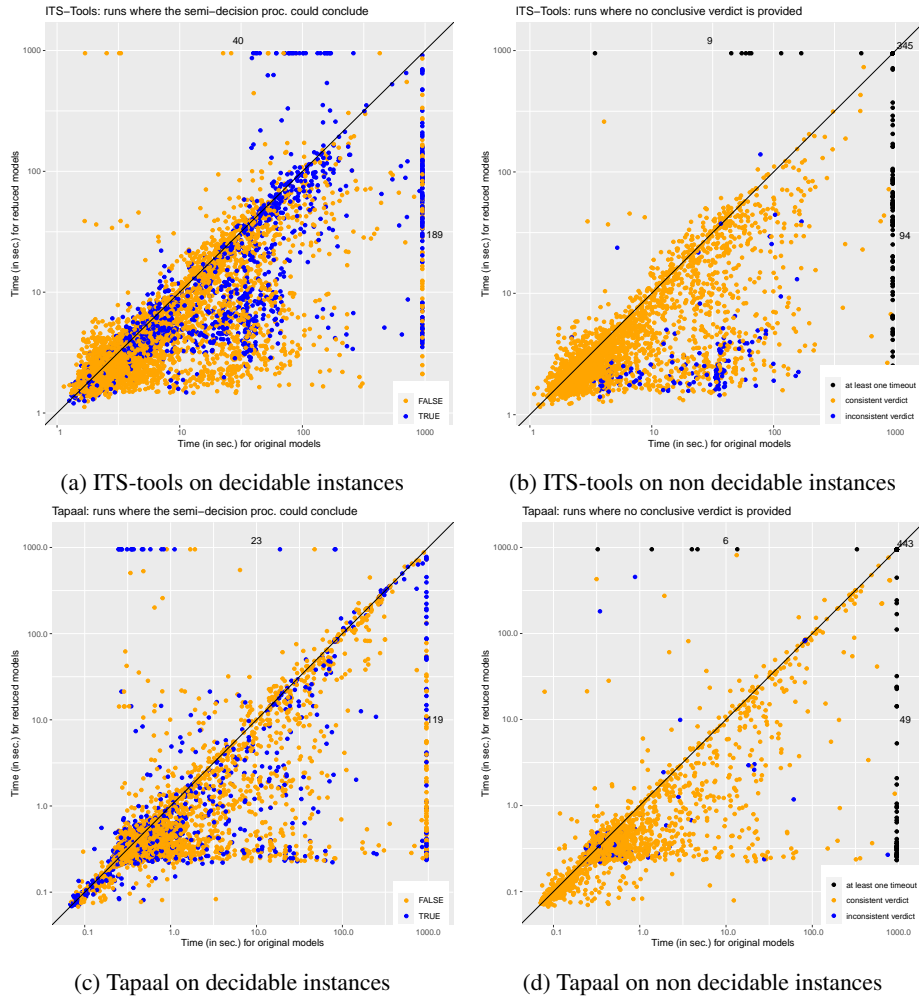 ITS−Tools: runs where the semi−decision proc. could conclude
40
1000
100
10
1
189
Time (in sec.) for reduced models
FALSE
TRUE
1
10
100
1000
Time (in sec.) for original models
(a) ITS-tools on decidable instances
ITS−Tools: runs where no conclusive verdict is provided
9
345
1000
100
10
1
94
Time (in sec.) for reduced models
at least one timeout
consistent verdict
inconsistent verdict
1
10
100
1000
Time (in sec.) for original models
(b) ITS-tools on non decidable instances
Tapaal: runs where the semi−decision proc. could conclude
23
1000.0
100.0
10.0
1.0
0.1
119
Time (in sec.) for reduced models
FALSE
TRUE
0.1
1.0
10.0
100.0
1000.0
Time (in sec.) for original models
(c) Tapaal on decidable instances
Tapaal: runs where no conclusive verdict is provided
6
443
1000.0
100.0
10.0
1.0
0.1
49
Time (in sec.) for reduced models
at least one timeout
consistent verdict
inconsistent verdict
0.1
1.0
10.0
100.0
1000.0
Time (in sec.) for original models
(d) Tapaal on non decidable instances